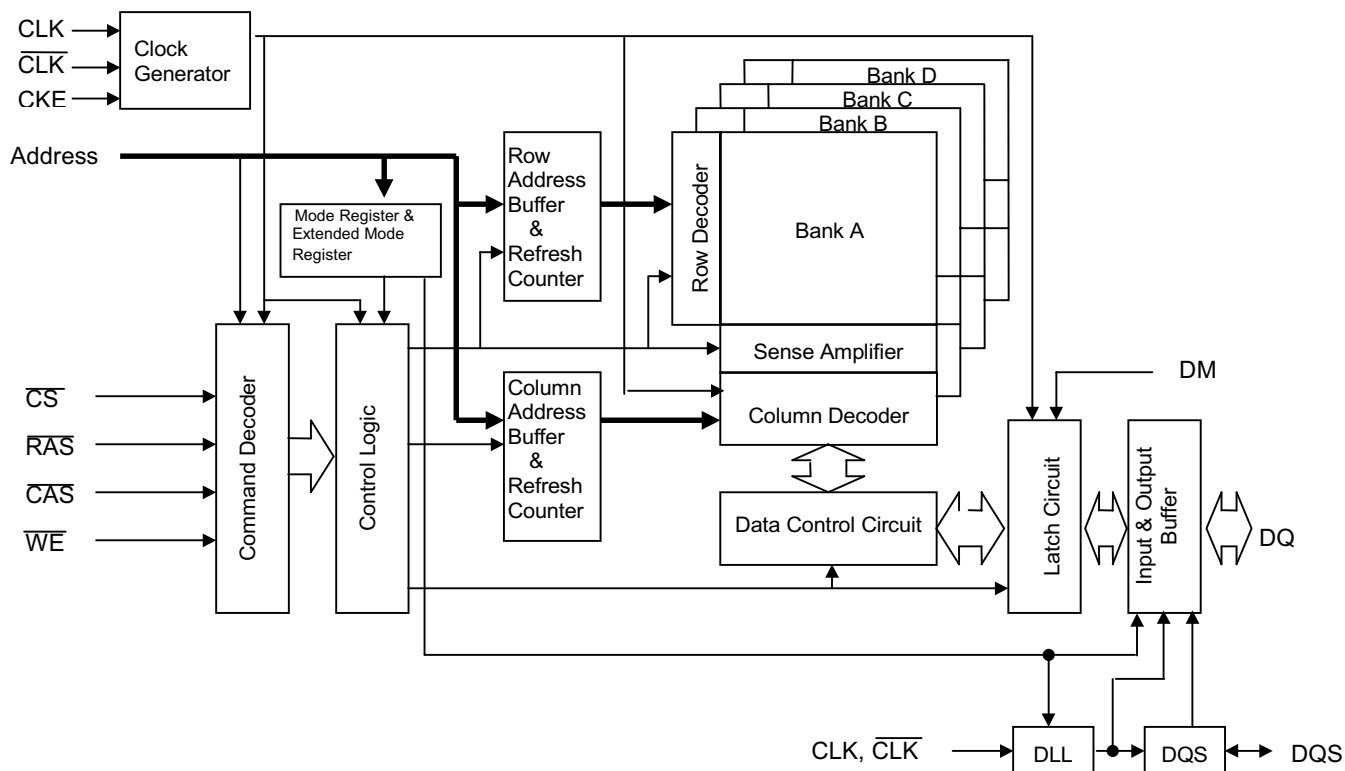 CLK
CLK
CKE
Clock
Generator
Address
Mode Register &
Extended Mode
Register
Row
Address
Buffer
&
Refresh
Counter
Row Decoder
Bank D
Bank C
Bank B
Bank A
Sense Amplifier
Column Decoder
CS
RAS
CAS
WE
Command Decoder
Control Logic
Column
Address
Buffer
&
Refresh
Counter
Data Control Circuit
DM
Latch Circuit
Input & Output
Buffer
DQ
CLK, CLK
DLL
DQS
DQS